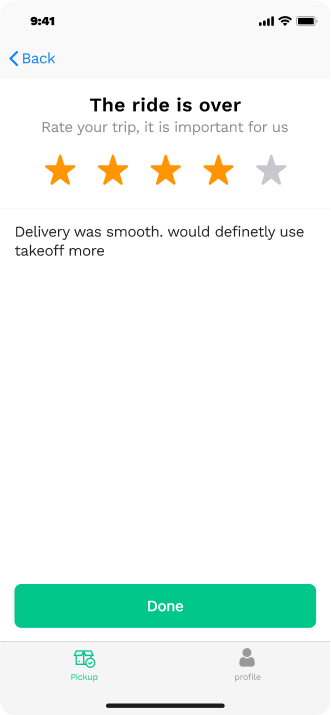 9:41
Back
The ride is over
Rate your trip, it is important for us
Delivery was smooth. would definetly use
takeoff more
Done
Pickup
profile